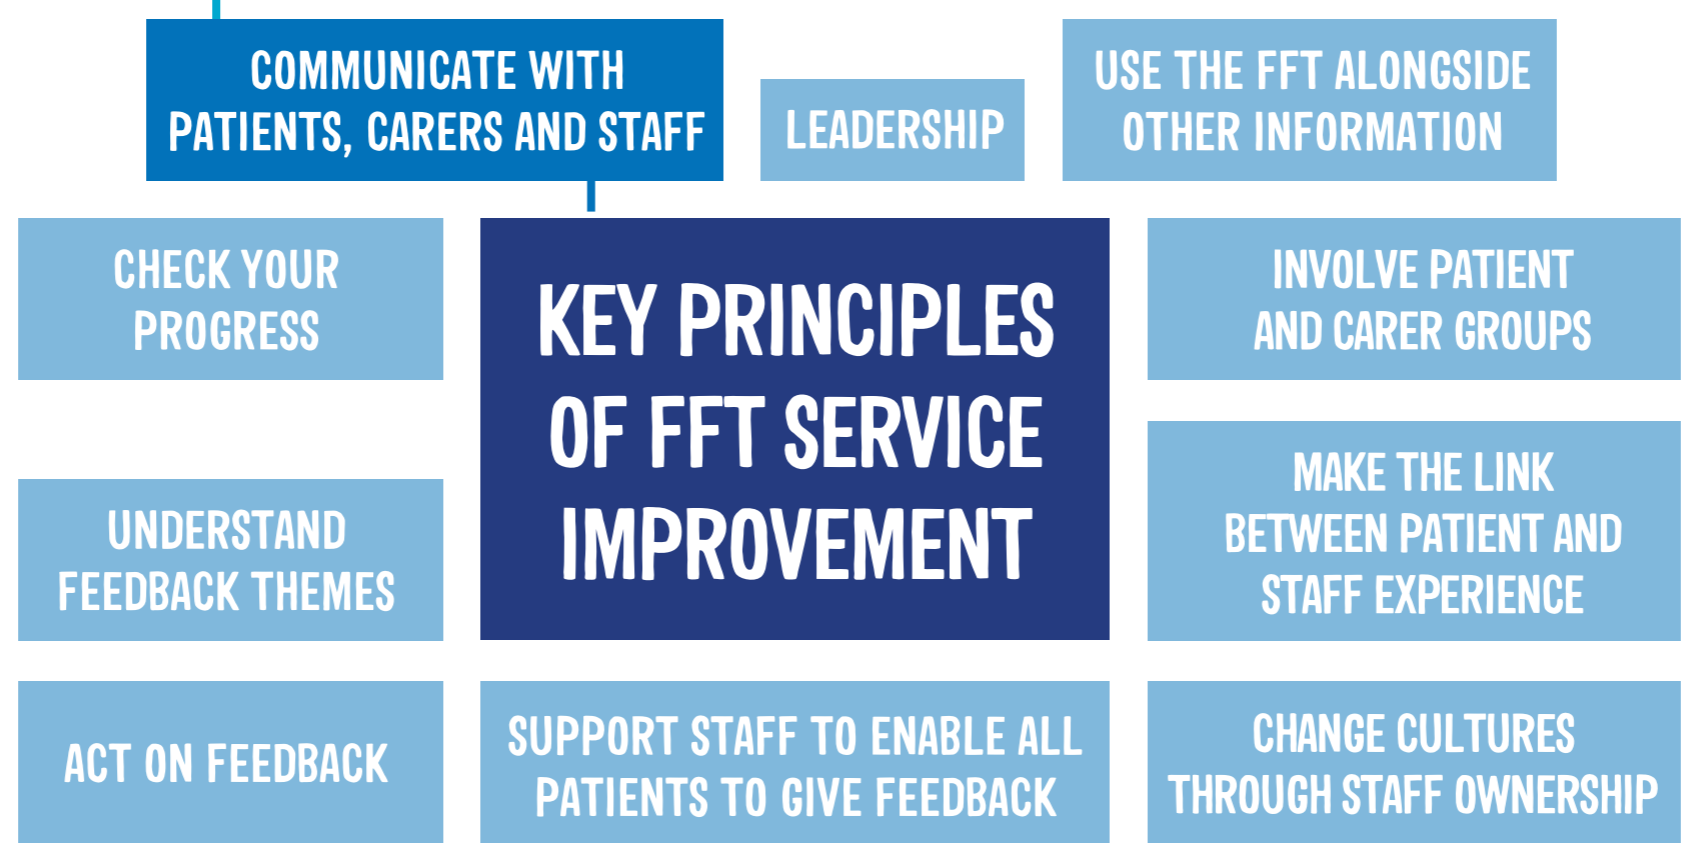 COMMUNICATE WITH
PATIENTS, CARERS AND STAFF
LEADERSHIP
USE THE FFT ALONGSIDE
OTHER INFORMATION
CHECK YOUR
PROGRESS
KEY PRINCIPLES
OF FFT SERVICE
IMPROVEMENT
INVOLVE PATIENT
AND CARER GROUPS
UNDERSTAND
FEEDBACK THEMES
MAKE THE LINK
BETWEEN PATIENT AND
STAFF EXPERIENCE
ACT ON FEEDBACK
SUPPORT STAFF TO ENABLE ALL
PATIENTS TO GIVE FEEDBACK
CHANGE CULTURES
THROUGH STAFF OWNERSHIP